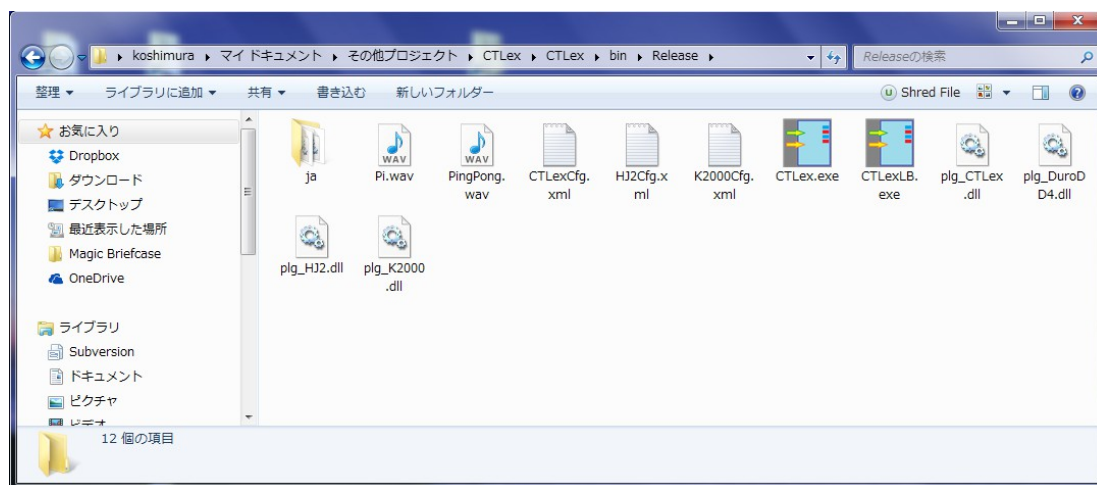 koshimura ▸ マイ ドキュメント ▸ その他プロジェクト ▸ CTLex ▸ CTLex ▸ bin ▸ Release ▸
Releaseの検索
整理 ▼ ライブラリに追加 ▼ 共有 ▼ 書き込む 新しいフォルダー
Shred File
お気に入り
Dropbox
ダウンロード
デスクトップ
最近表示した場所
Magic Briefcase
OneDrive
ライブラリ
Subversion
ドキュメント
ピクチャ
ビデオ
ja
WAV
Pi.wav
WAV
PingPong.
wav
CTLexCfg.
xml
HJ2Cfg.x
ml
K2000Cfg.
xml
CTLex.exe
CTLexLB.
exe
plg_CTLex
.dll
plg_DuroD
D4.dll
plg_HJ2.dll
plg_K2000
.dll
12 個の項目